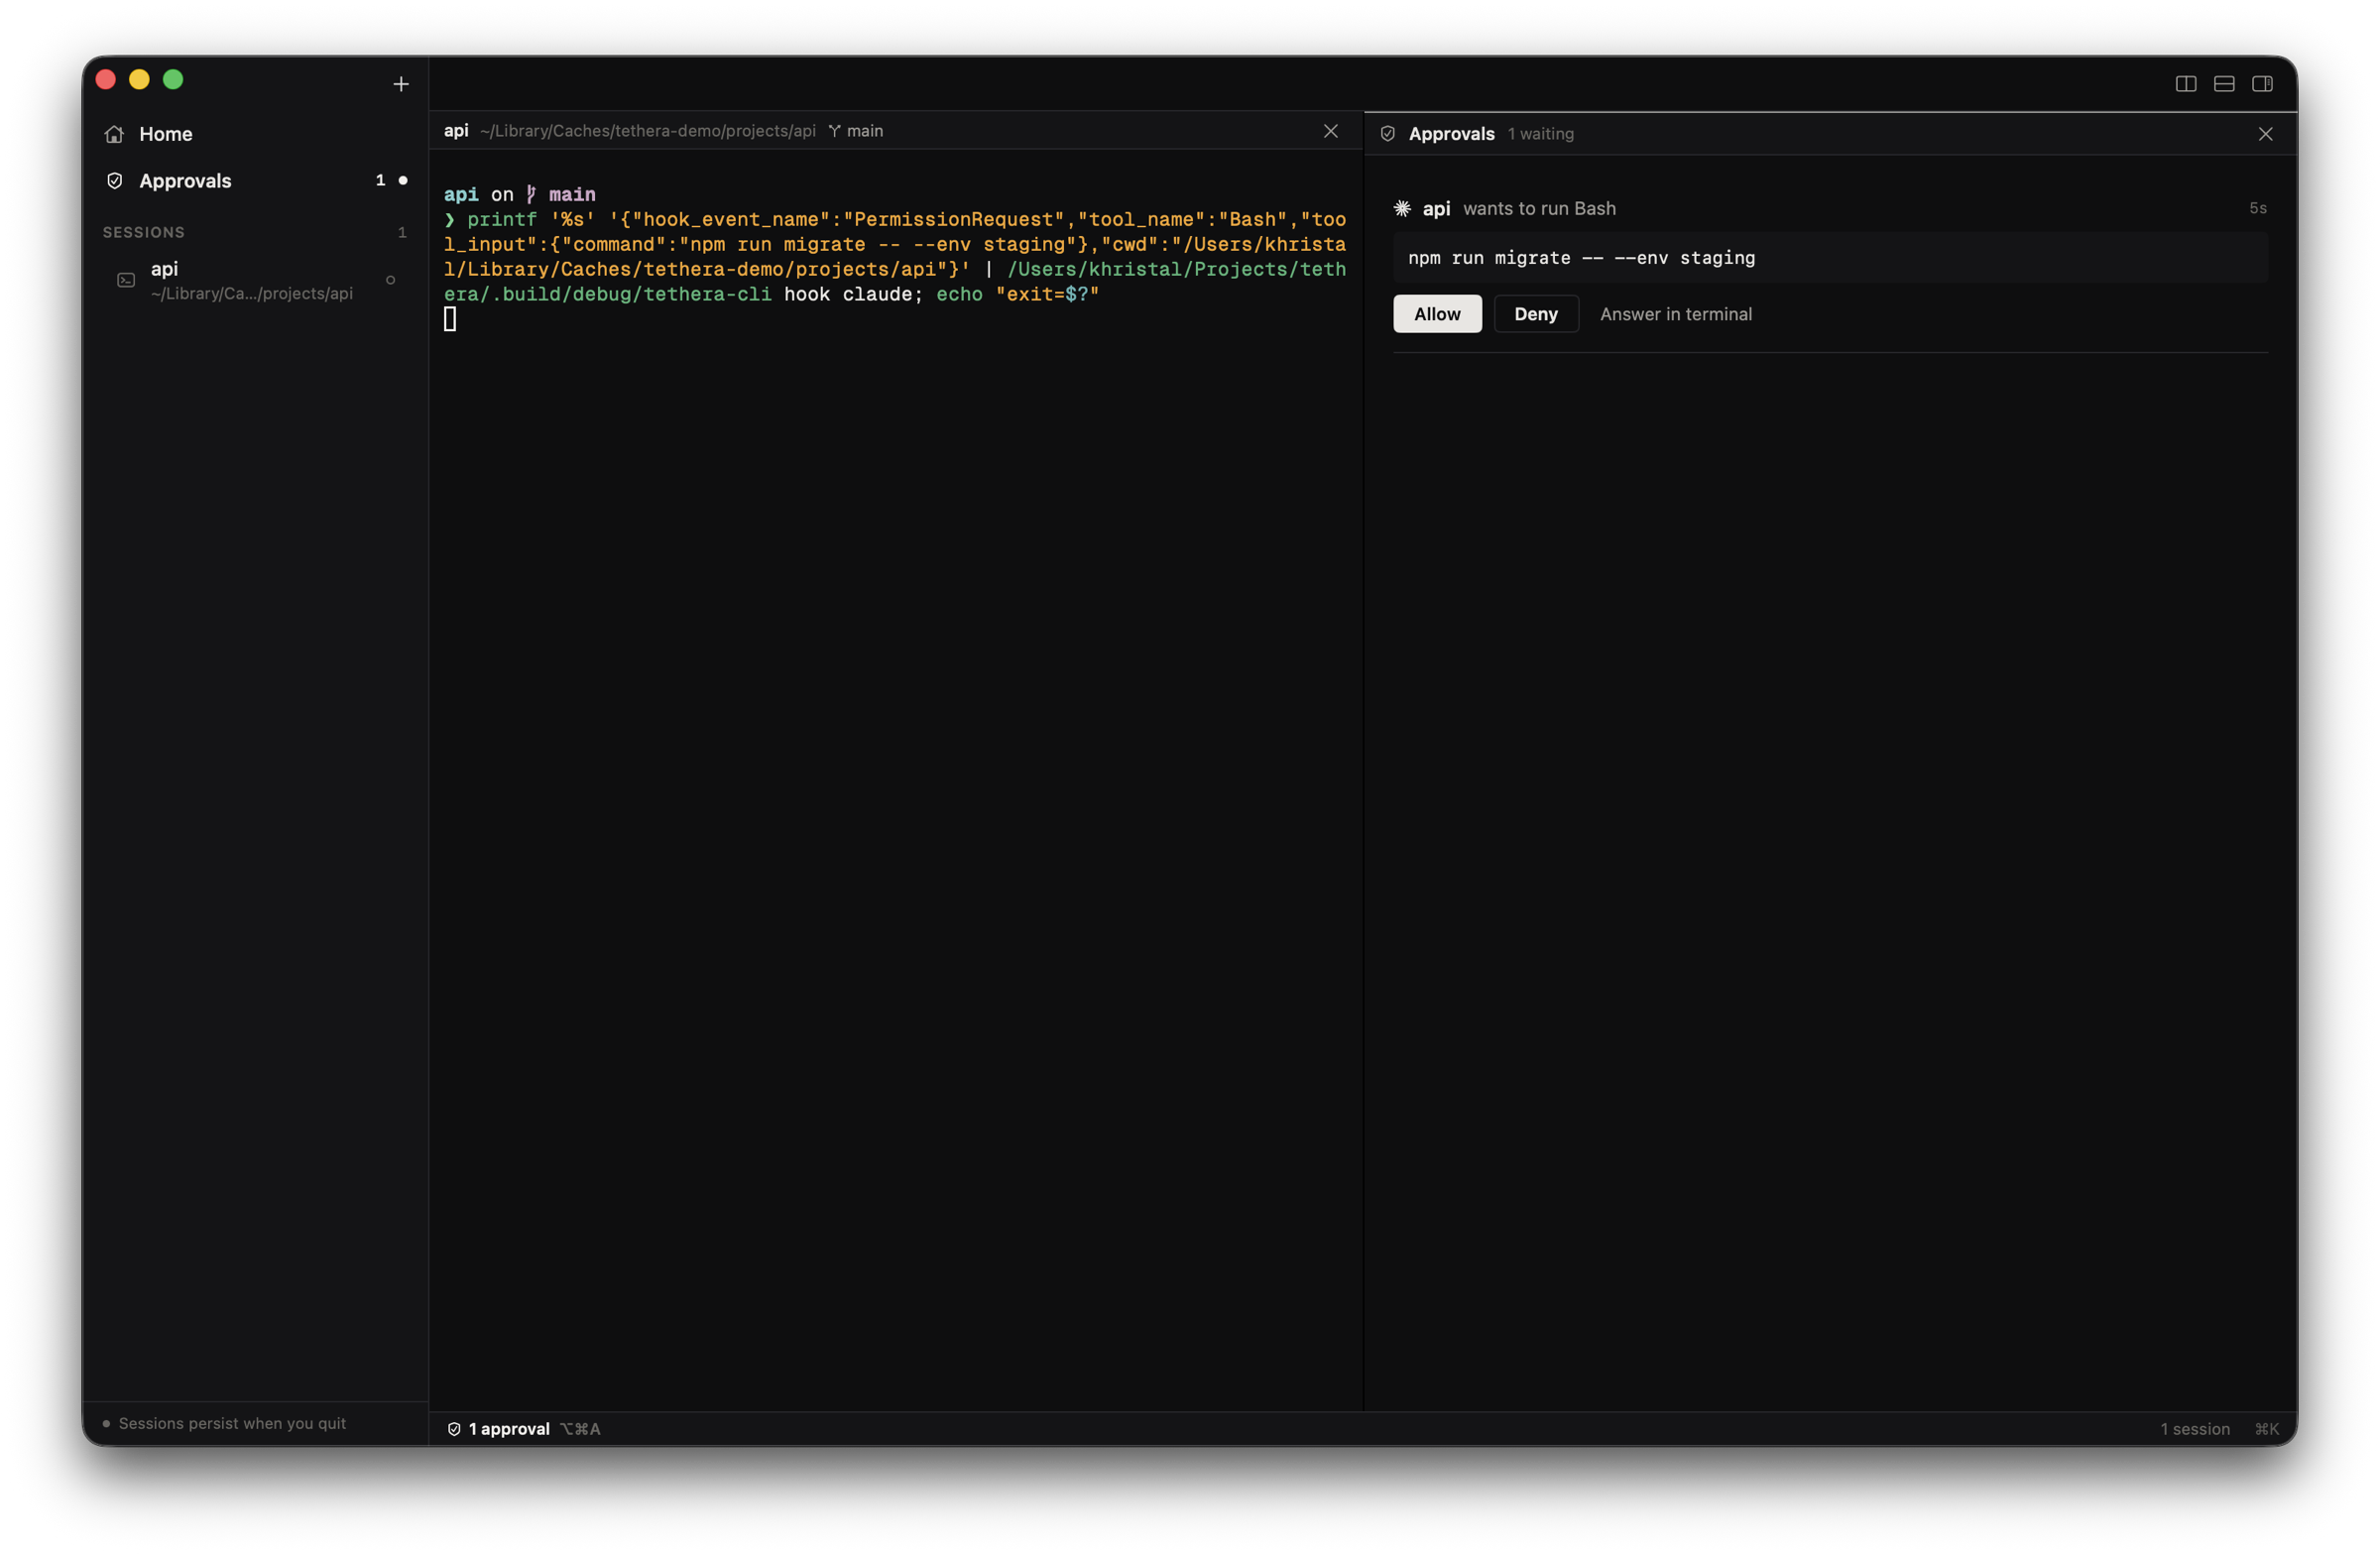 Home
Approvals 1
SESSIONS 1
api
~/Library/Ca.../projects/api
Sessions persist when you quit
api ~/Library/Caches/tethera-demo/projects/api main
api on main
❯ printf '%s' '{"hook_event_name":"PermissionRequest","tool_name":"Bash","too
l_input":{"command":"npm run migrate -- --env staging"},"cwd":"/Users/khrista
l/Library/Caches/tethera-demo/projects/api"}' | /Users/khristal/Projects/teth
era/.build/debug/tethera-cli hook claude; echo "exit=$?"
Approvals 1 waiting
api wants to run Bash 5s
npm run migrate -- --env staging
Allow Deny Answer in terminal
1 approval ⌥⌘A
1 session ⌘K